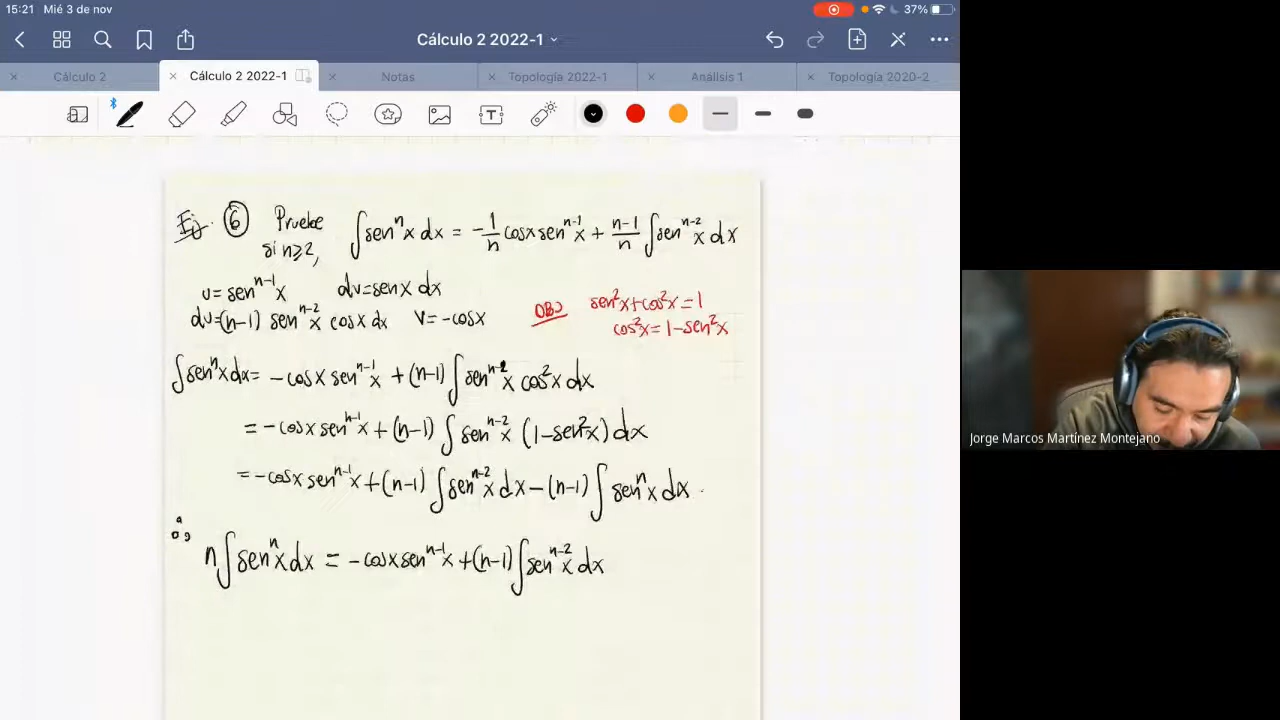 15:21 Mié 3 de nov
37%
Cálculo 2 2022-1
Cálculo 2
Cálculo 2 2022-1
Notas
Topología 2022-1
Análisis 1
Topología 2020-2
Ej. ⑥ Pruebe ∫senⁿx dx = -1/n cosx senⁿ⁻¹x + n-1/n ∫senⁿ⁻²x dx
si n≥2,
u=senⁿ⁻¹x dv=senx dx
du=(n-1) senⁿ⁻²x cosx dx v=-cosx
OBS sen²x+cos²x=1
cos²x=1-sen²x
∫senⁿx dx= -cosx senⁿ⁻¹x +(n-1)∫senⁿ⁻²x cos²x dx
=-cosx senⁿ⁻¹x+(n-1)∫senⁿ⁻²x (1-sen²x)dx
=-cosx senⁿ⁻¹x+(n-1)∫senⁿ⁻²x dx-(n-1)∫senⁿx dx.
∴
n∫senⁿx dx = -cosx senⁿ⁻¹x+(n-1)∫senⁿ⁻²x dx
Jorge Marcos Martínez Montejano